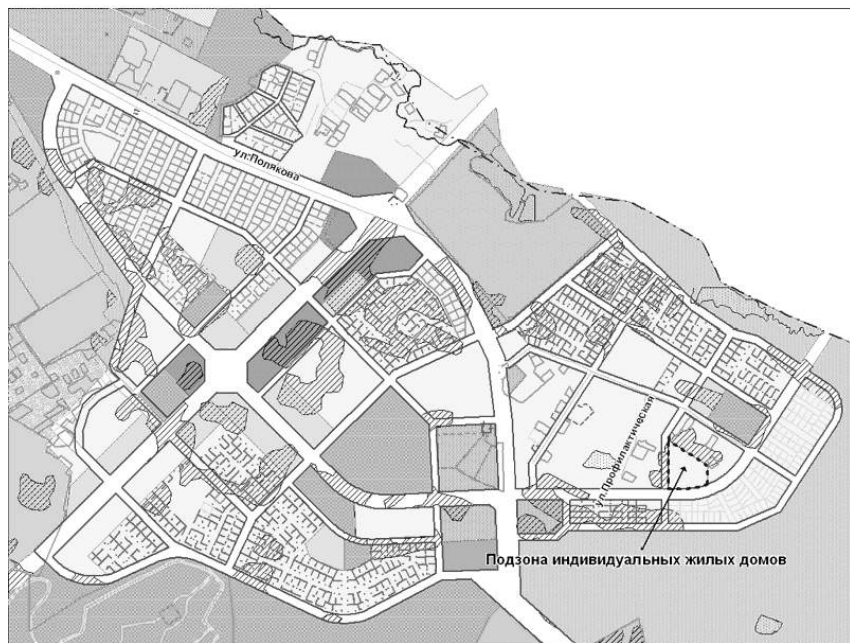 ул.Полякова
ул.Профилактическая
Подзона индивидуальных жилых домов